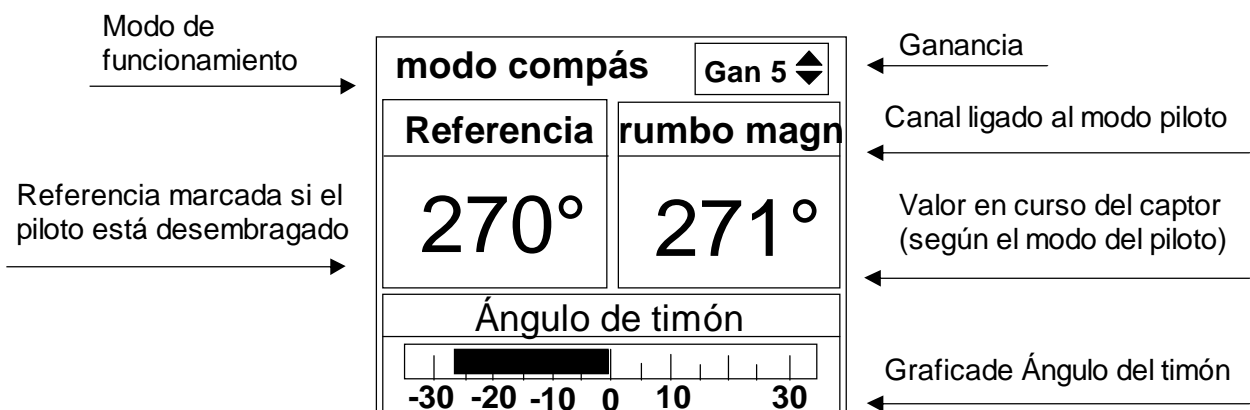 Modo de
funcionamiento
modo compás
Gan 5
Ganancia
Referencia
rumbo magn
Canal ligado al modo piloto
Referencia marcada si el
piloto está desembragado
270°
271°
Valor en curso del captor
(según el modo del piloto)
Ángulo de timón
-30 -20 -10 0 10 30
Graficade Ángulo del timón